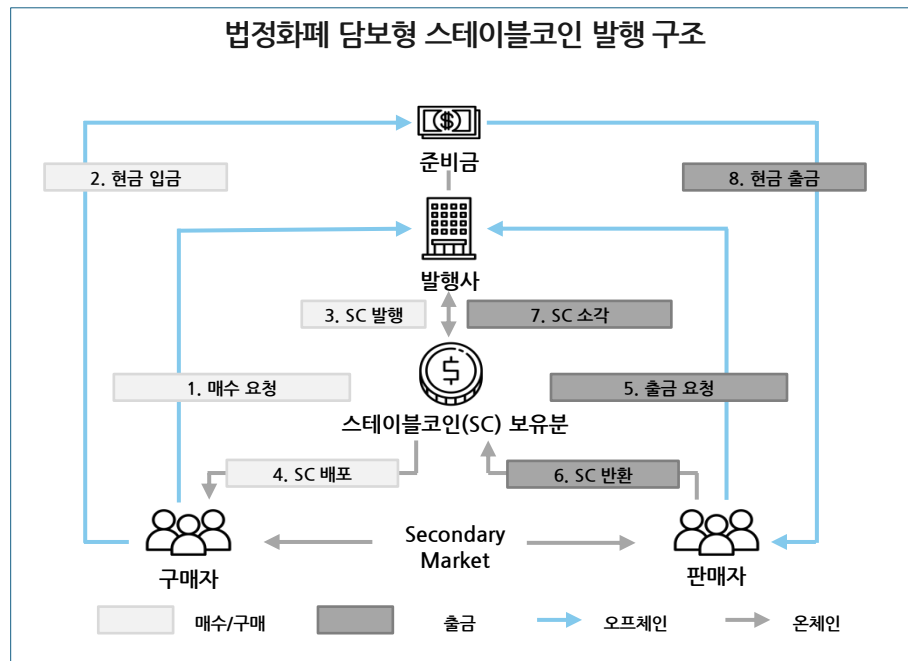 법정화폐 담보형 스테이블코인 발행 구조
준비금
2. 현금 입금
8. 현금 출금
발행사
3. SC 발행
7. SC 소각
1. 매수 요청
5. 출금 요청
스테이블코인(SC) 보유분
4. SC 배포
6. SC 반환
Secondary
Market
구매자
판매자
매수/구매
출금
오프체인
온체인